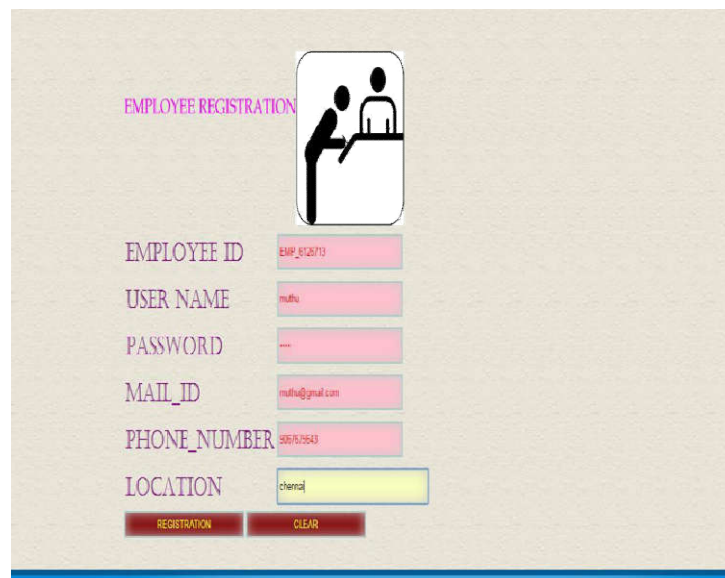 EMPLOYEE REGISTRATION
EMPLOYEE ID EMP_6126713
USER NAME muthu
PASSWORD
MAIL_ID muthu@gmail.com
PHONE_NUMBER
LOCATION chennai
REGISTRATION CLEAR